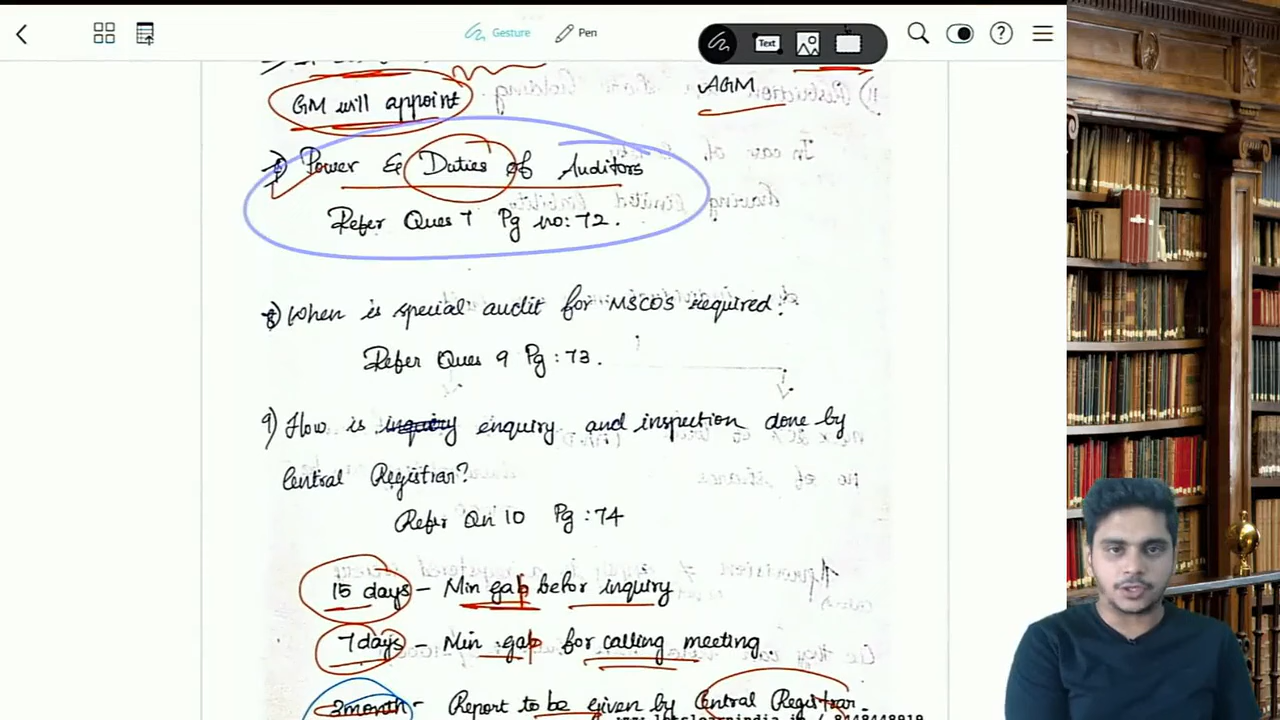 Gesture
Pen
Text
GM will appoint
AGM
Power & Duties of Auditors
Refer Ques 7 Pg no: 72.
8) When is special audit for MSCOS required?
Refer Ques 9 Pg : 73.
9) How is inquiry enquiry and inspection done by
Central Registrar?
Refer Qn 10 Pg : 74
15 days - Min gap before inquiry
7 days - Min gap for calling meeting
3 month - Report to be given by Central Registrar.